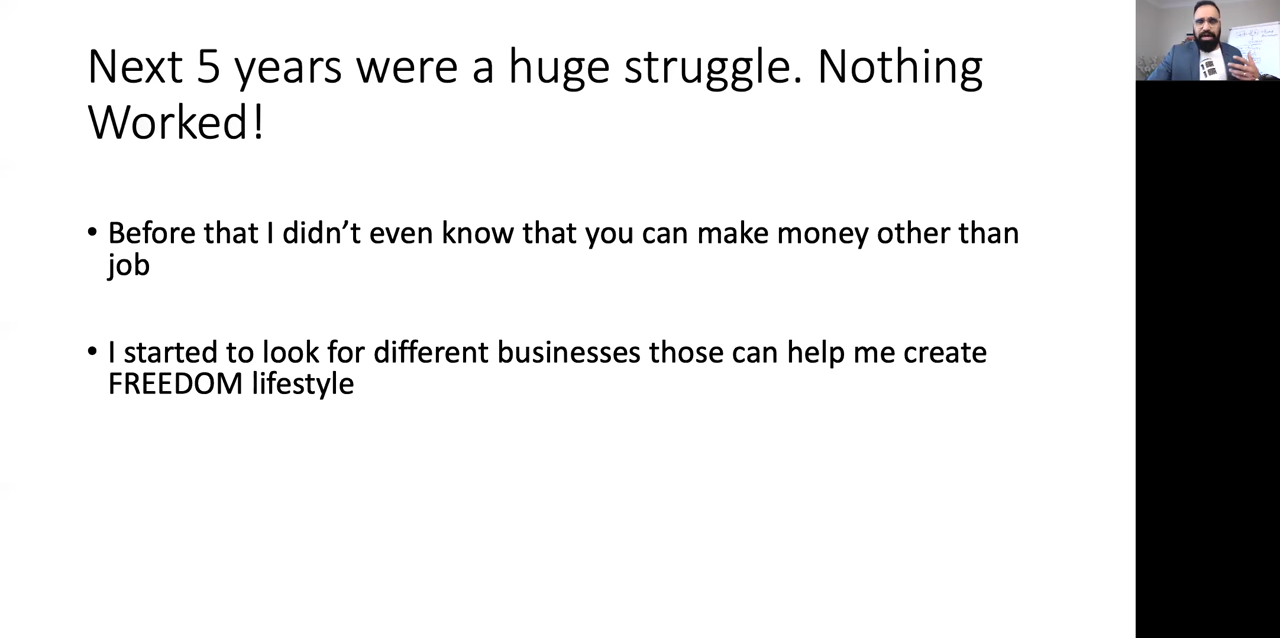 Next 5 years were a huge struggle. Nothing
Worked!
• Before that I didn’t even know that you can make money other than
job
• I started to look for different businesses those can help me create
FREEDOM lifestyle